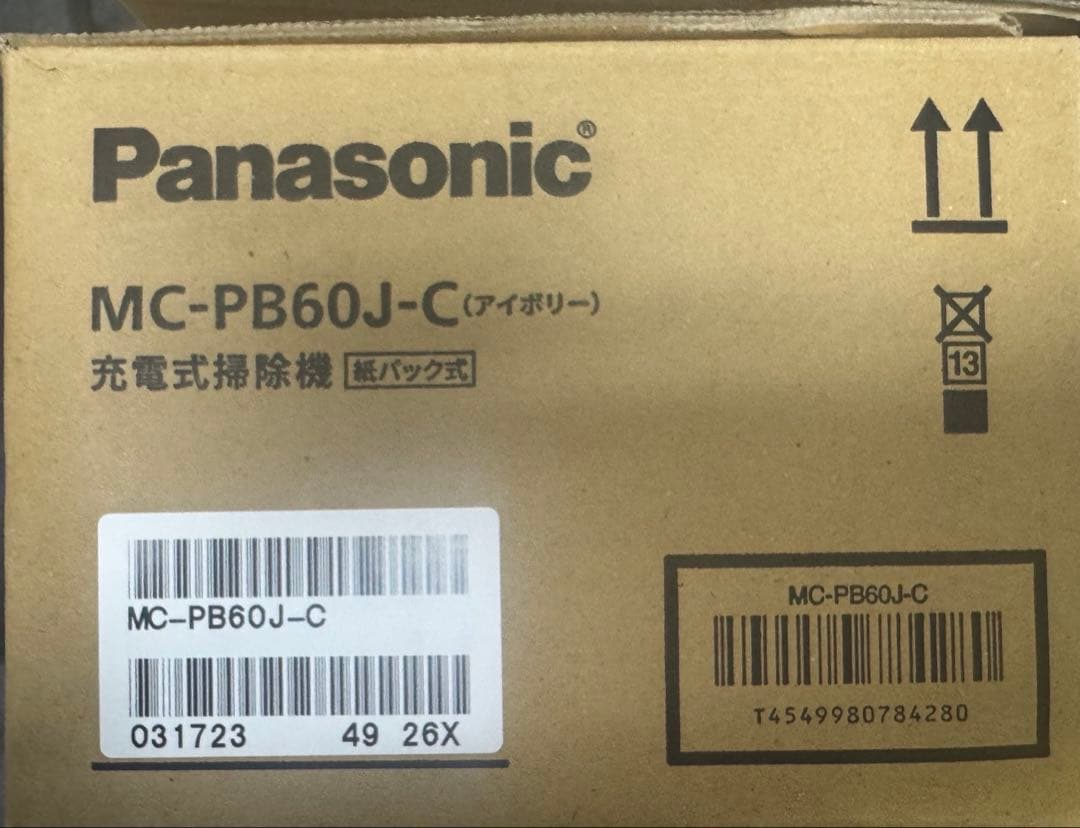 Panasonic®
MC-PB60J-C(アイボリー)
充電式掃除機 紙パック式
13
MC-PB60J-C
031723 49 26X
MC-PB60J-C
T4549980784280